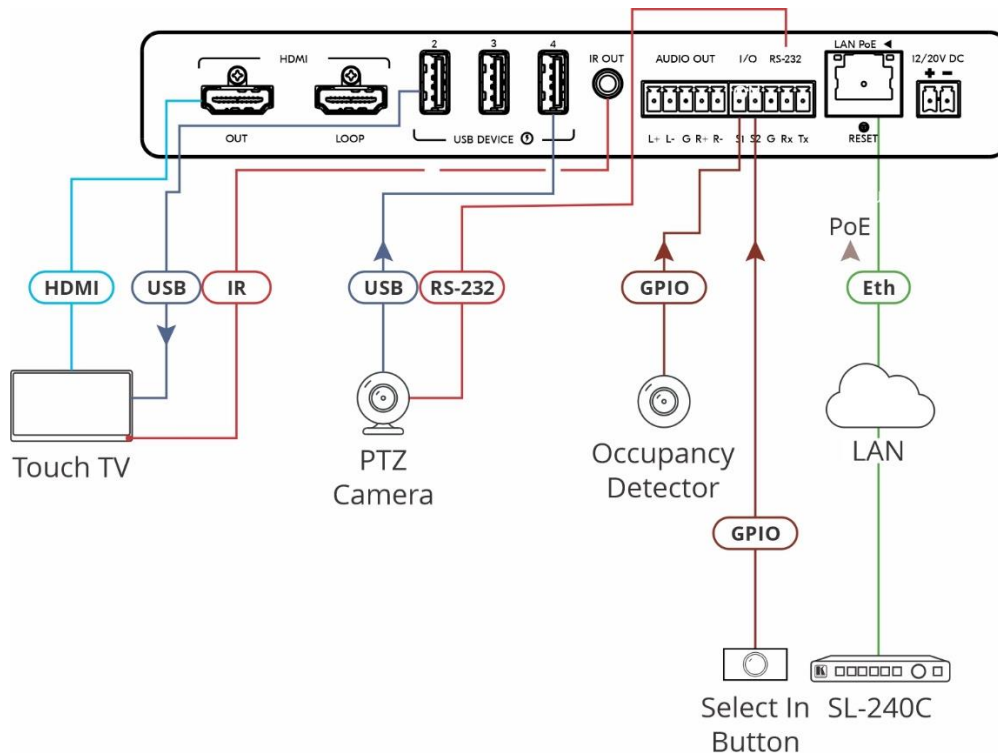 2 3 4
HDMI IR OUT AUDIO OUT I/O RS-232 LAN PoE 12/20V DC
+ -
OUT LOOP USB DEVICE L+ L- G R+ R- S1 S2 G Rx Tx RESET
PoE
HDMI USB IR USB RS-232 GPIO Eth
Touch TV
PTZ
Camera
Occupancy
Detector
LAN
GPIO
Select In
Button
SL-240C